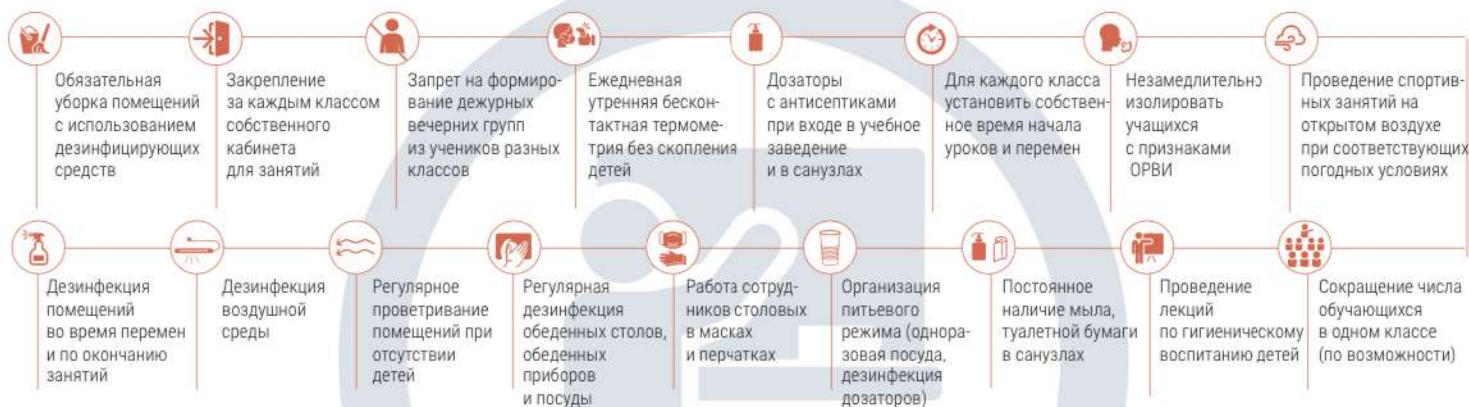 Обязательная
уборка помещений
с использованием
дезинфицирующих
средств
Закрепление
за каждым классом
собственного
кабинета
для занятий
Запрет на формиро-
вание дежурных
вечерних групп
из учеников разных
классов
Ежедневная
утренняя бескон-
тактная термоме-
трия без скопления
детей
Дозаторы
с антисептиками
при входе в учебное
заведение
и в санузлах
Для каждого класса
установить собствен-
ное время начала
уроков и перемен
Незамедлительно
изолировать
учащихся
с признаками
ОРВИ
Проведение спортив-
ных занятий на
открытом воздухе
при соответствующих
погодных условиях
Дезинфекция
помещений
во время перемен
и по окончанию
занятий
Дезинфекция
воздушной
среды
Регулярное
проветривание
помещений при
отсутствии
детей
Регулярная
дезинфекция
обеденных столов,
обеденных
приборов
и посуды
Работа сотруд-
ников столовых
в масках
и перчатках
Организация
питьевого
режима (однора-
зовая посуда,
дезинфекция
дозаторов)
Постоянное
наличие мыла,
туалетной бумаги
в санузлах
Проведение
лекций
по гигиеническому
воспитанию детей
Сокращение числа
обучающихся
в одном классе
(по возможности)